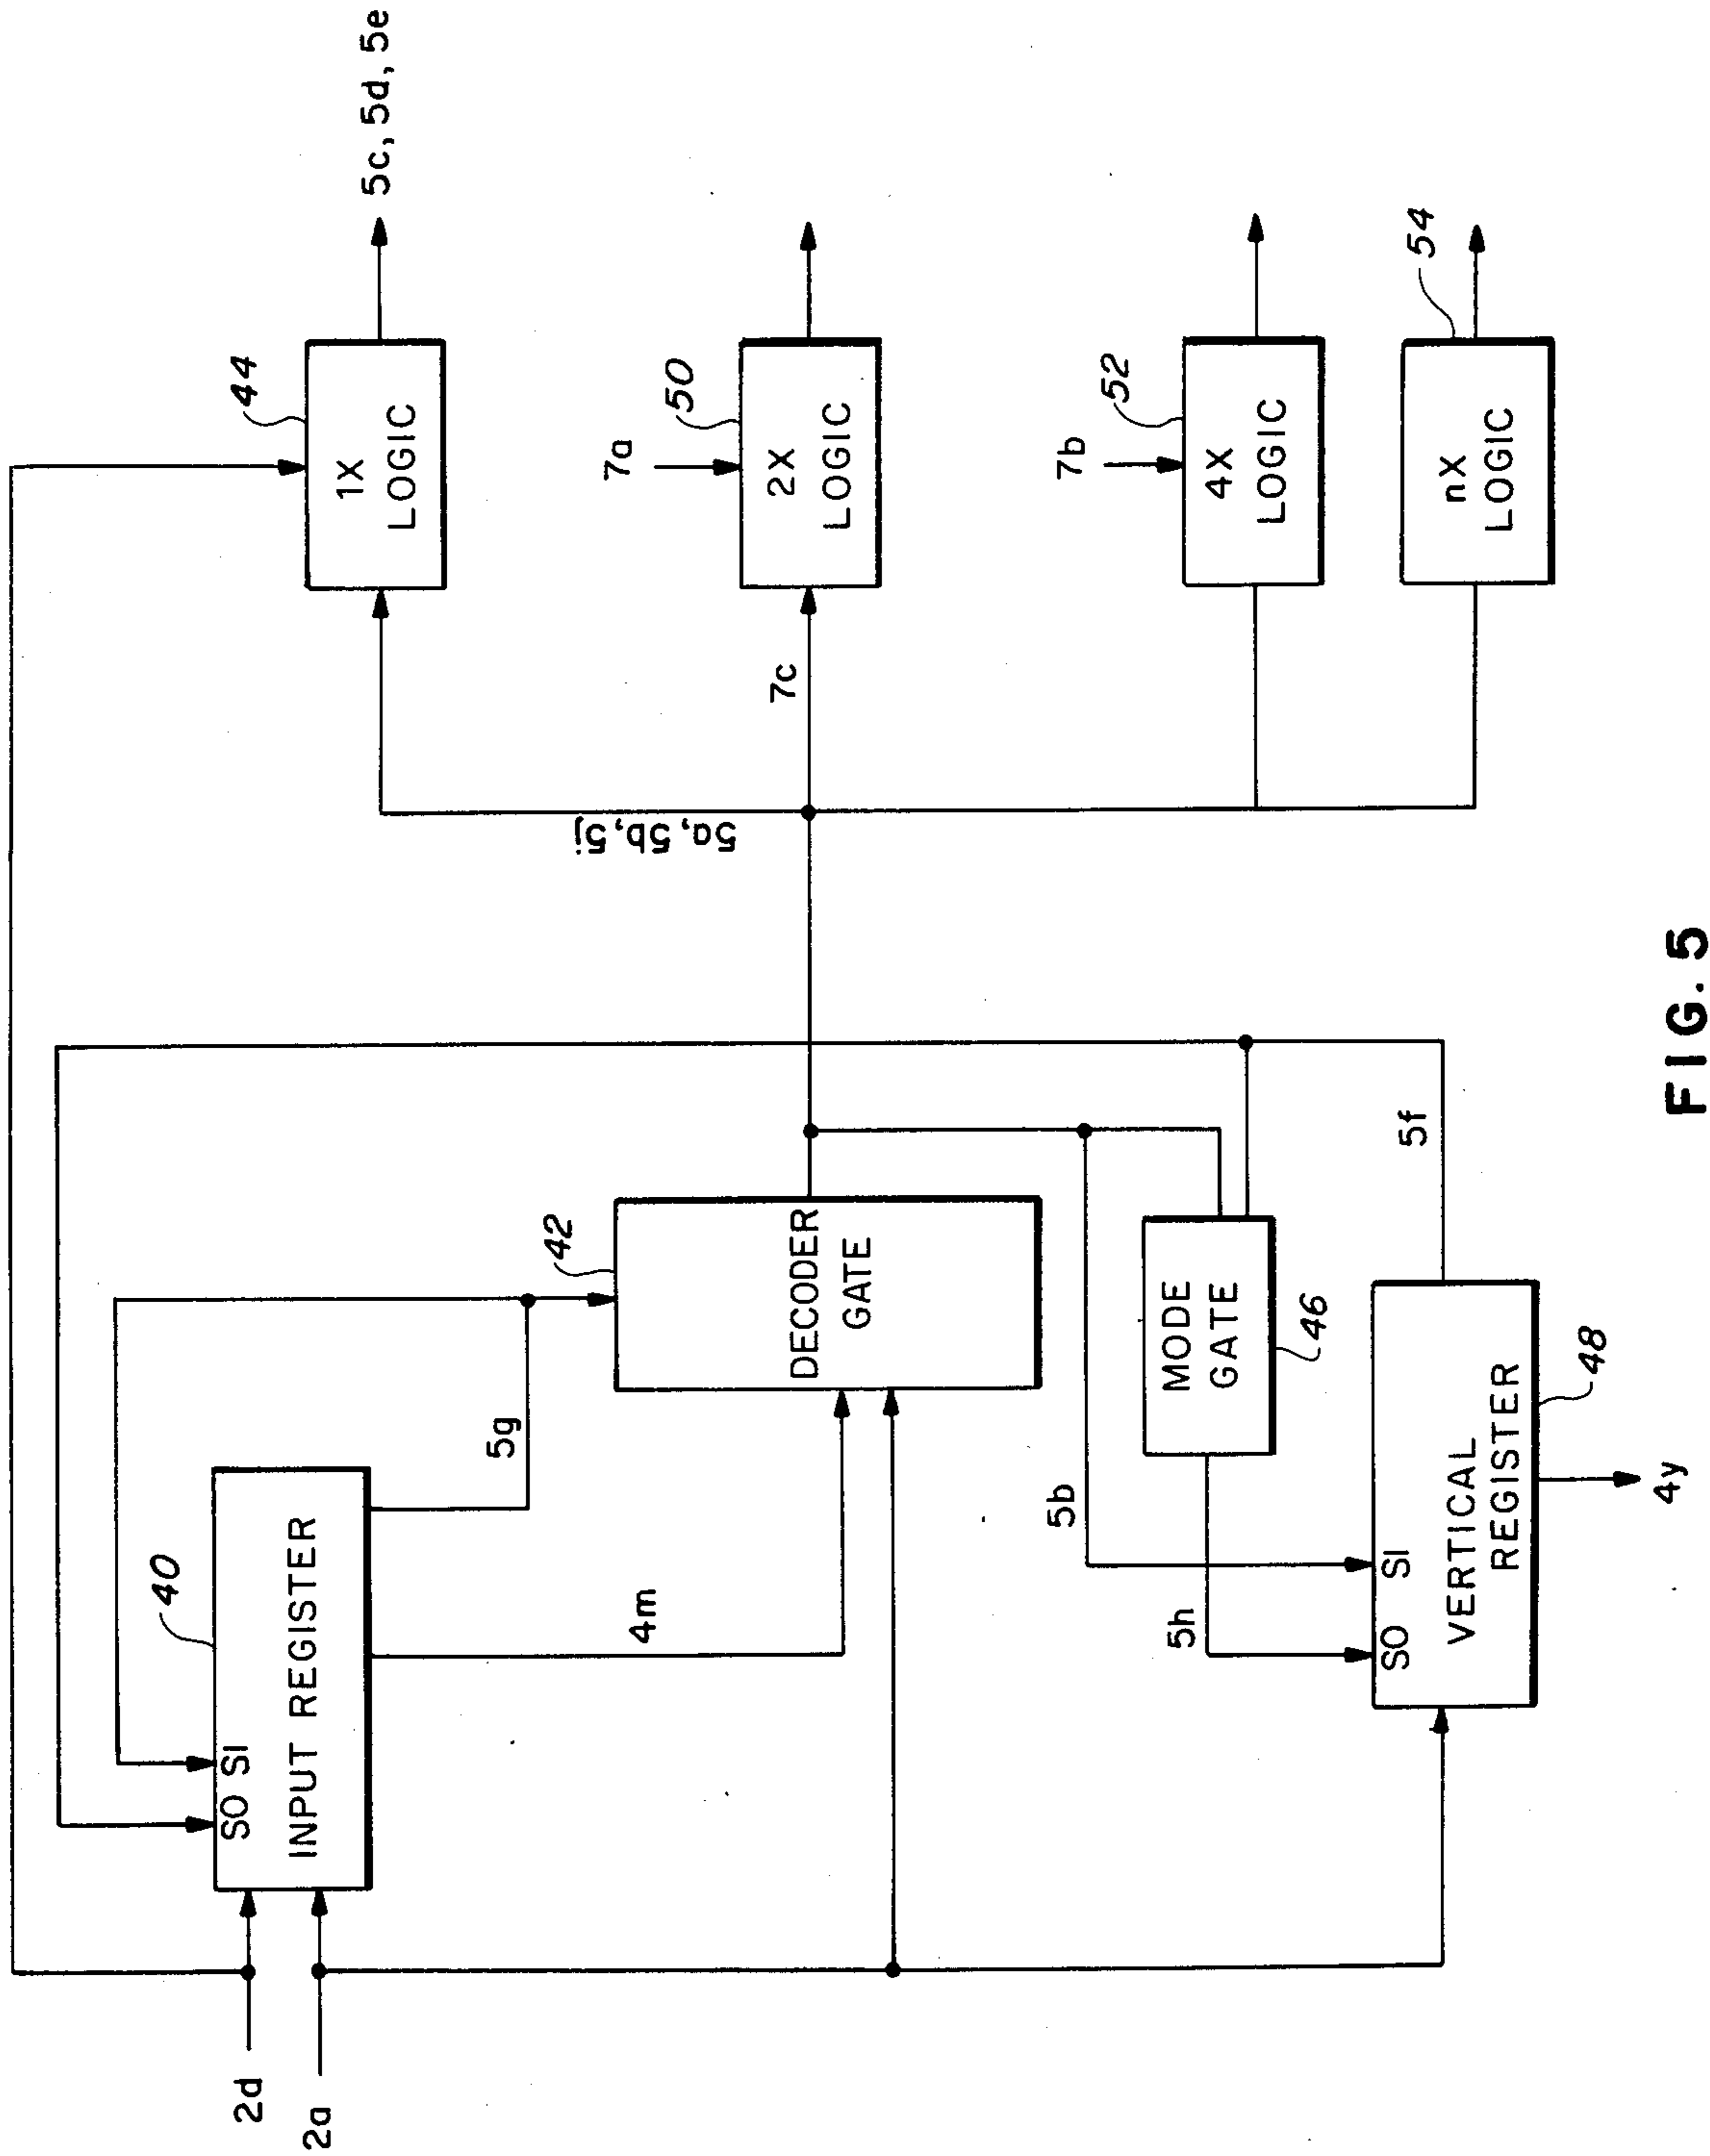 2d
2a
40
SO SI
INPUT REGISTER
5g
4m
42
DECODER
GATE
5b
5h
MODE
GATE
46
SO SI
VERTICAL
REGISTER
48
4y
5f
5a, 5b, 5j
7c
44
1X
LOGIC
5c, 5d, 5e
7a
50
2X
LOGIC
7b
52
4X
LOGIC
54
nX
LOGIC
FIG. 5